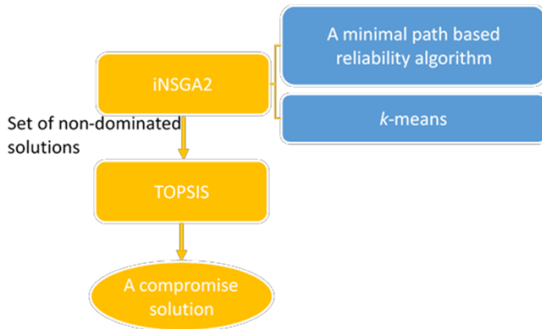 A minimal path based
reliability algorithm
iNSGA2
k-means
Set of non-dominated
solutions
TOPSIS
A compromise
solution